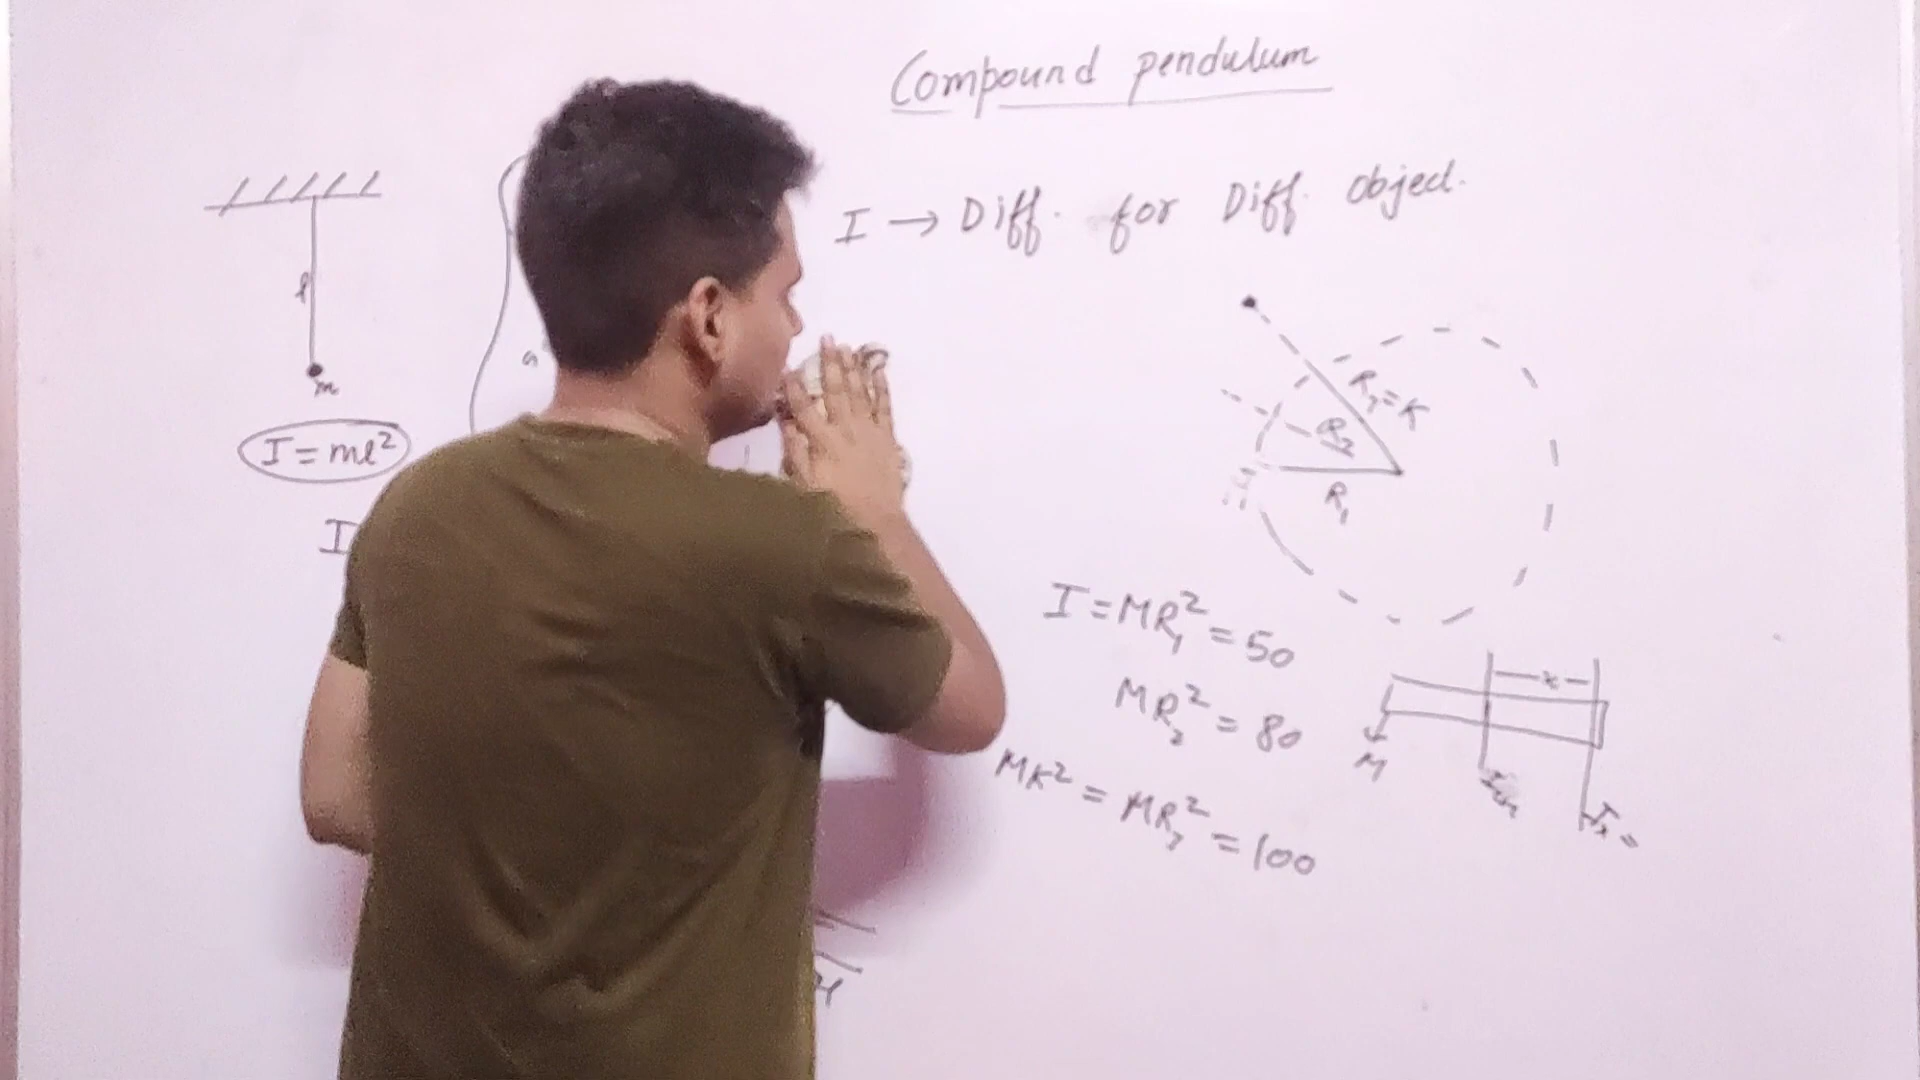 Compound pendulum
I → Diff. for Diff. Object.
l
m
I = ml²
I
R₃ = K
R₂
R₁
I = MR₁² = 50
MR₂² = 80
MK² = MR₃² = 100
x
M